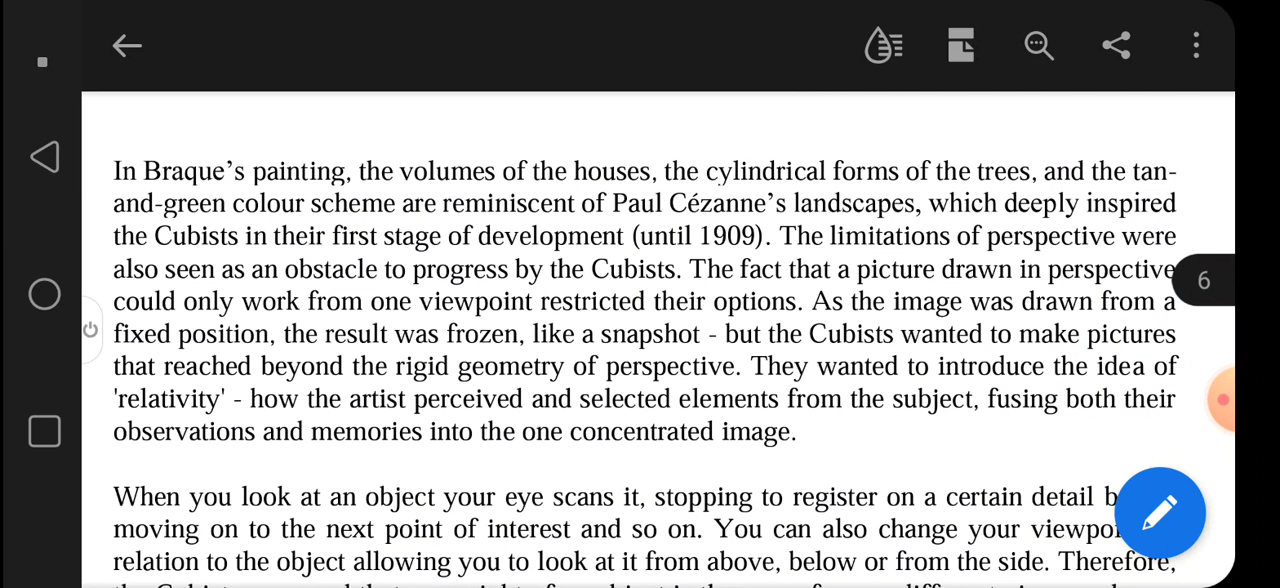 In Braque’s painting, the volumes of the houses, the cylindrical forms of the trees, and the tan-
and-green colour scheme are reminiscent of Paul Cézanne’s landscapes, which deeply inspired
the Cubists in their first stage of development (until 1909). The limitations of perspective were
also seen as an obstacle to progress by the Cubists. The fact that a picture drawn in perspective
6
could only work from one viewpoint restricted their options. As the image was drawn from a
fixed position, the result was frozen, like a snapshot - but the Cubists wanted to make pictures
that reached beyond the rigid geometry of perspective. They wanted to introduce the idea of
'relativity' - how the artist perceived and selected elements from the subject, fusing both their
observations and memories into the one concentrated image.
When you look at an object your eye scans it, stopping to register on a certain detail
moving on to the next point of interest and so on. You can also change your
relation to the object allowing you to look at it from above, below or from the side. Therefore,